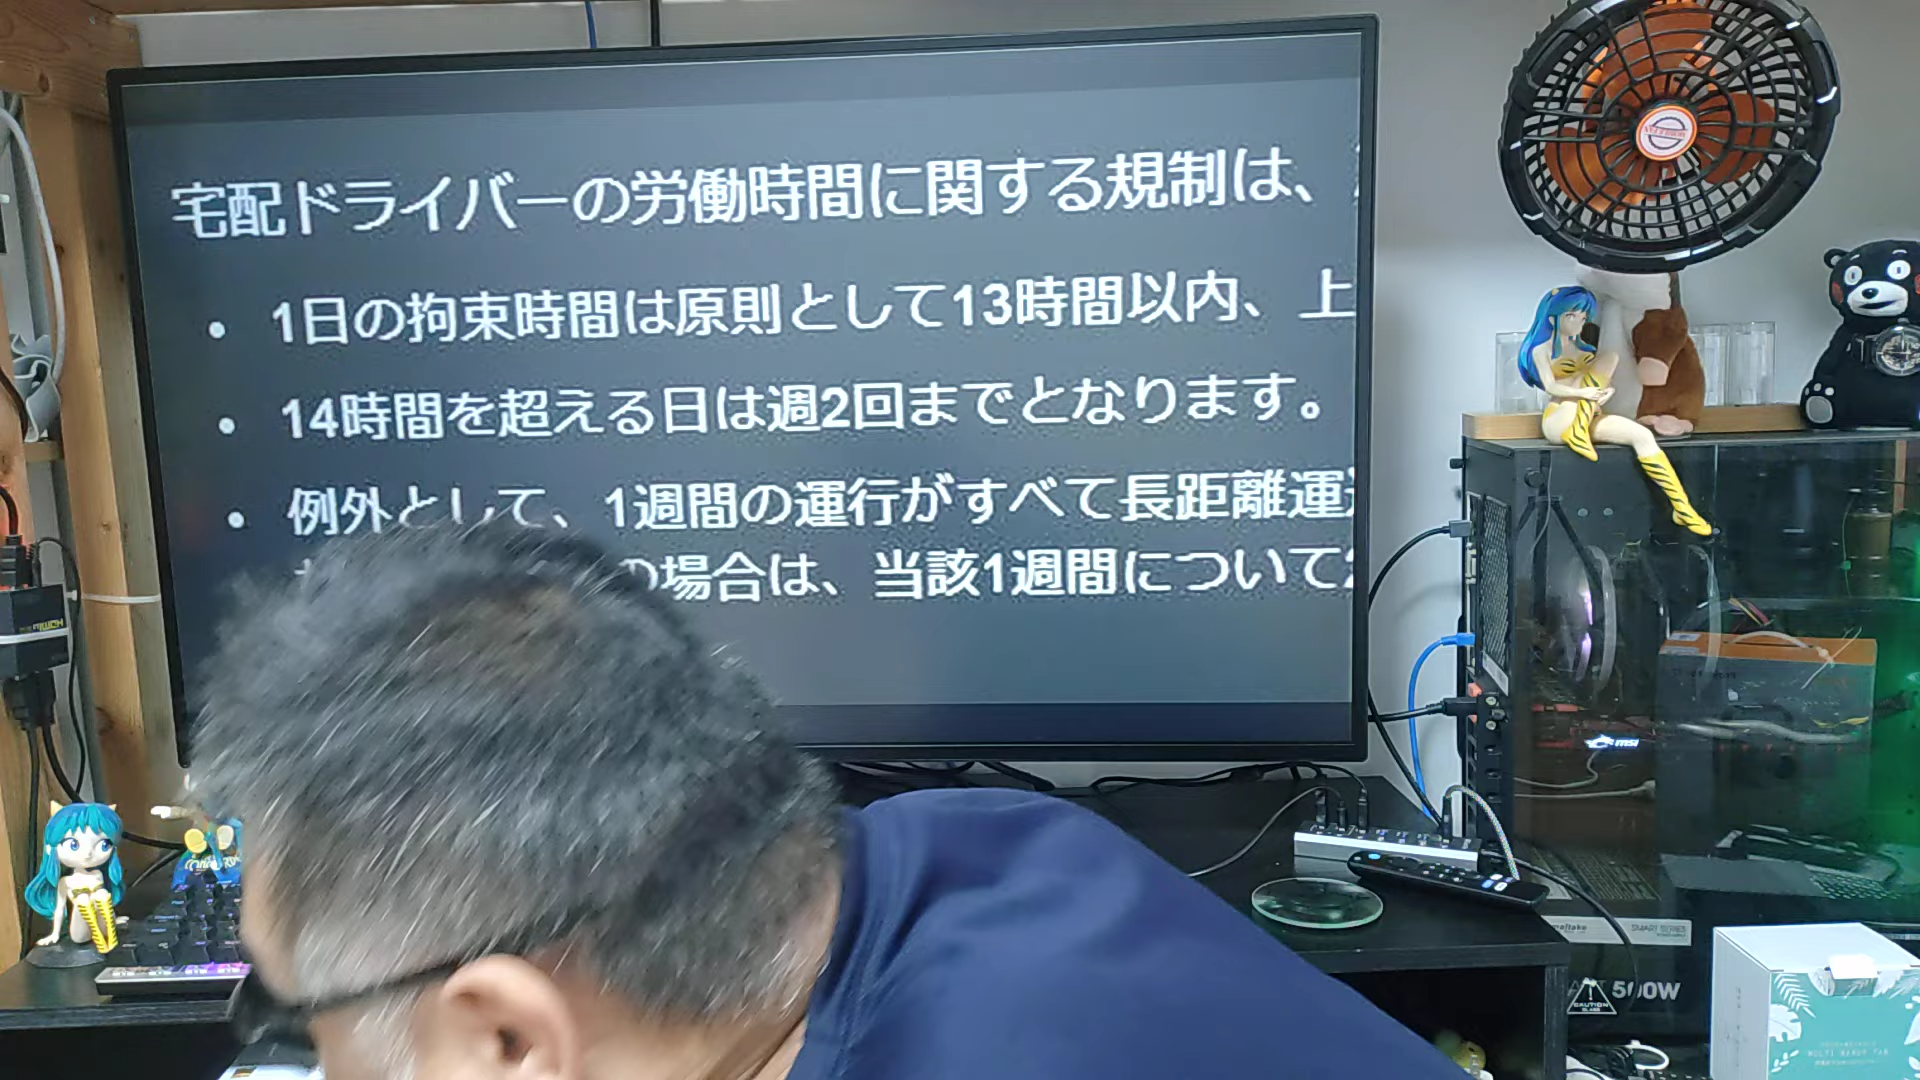 宅配ドライバーの労働時間に関する規制は、
• 1日の拘束時間は原則として13時間以内、上
• 14時間を超える日は週2回までとなります。
• 例外として、1週間の運行がすべて長距離運
の場合は、当該1週間について
msi
SMART SERIES
CAUTION
500W